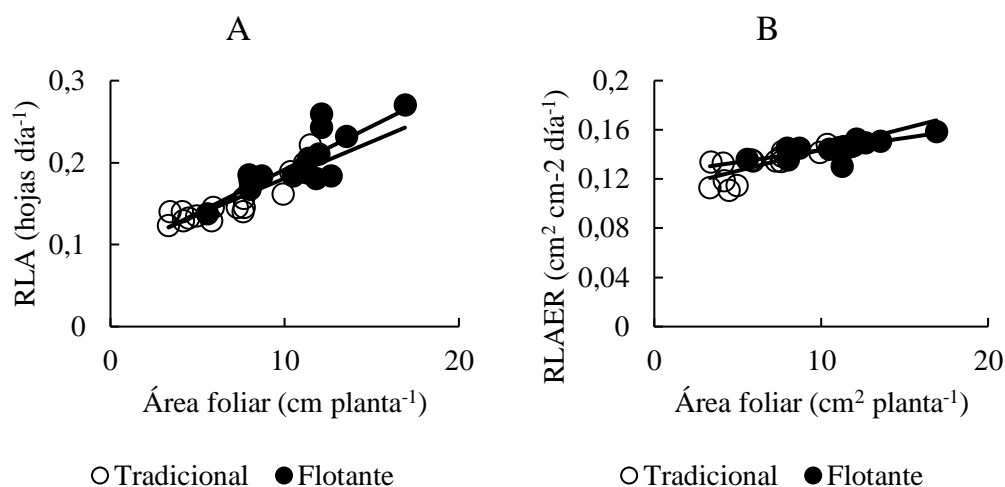 A
RLA (hojas día⁻¹)
0,3
0,2
0,1
0
0 10 20
Área foliar (cm planta⁻¹)
○ Tradicional ● Flotante
B
RLAER (cm² cm-2 día⁻¹)
0,2
0,16
0,12
0,08
0,04
0
0 10 20
Área foliar (cm² planta⁻¹)
○ Tradicional ● Flotante